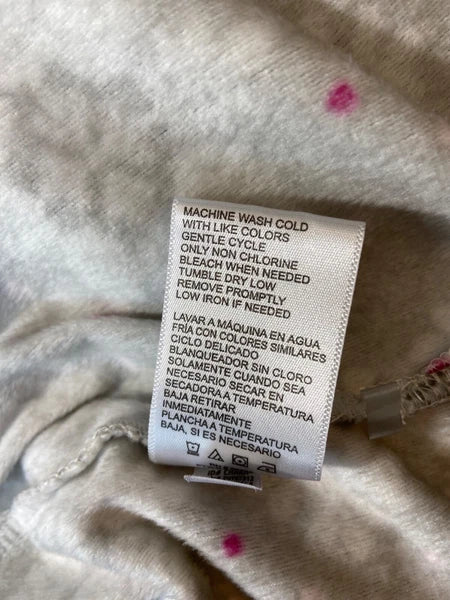 MACHINE WASH COLD
WITH LIKE COLORS
GENTLE CYCLE
ONLY NON CHLORINE
BLEACH WHEN NEEDED
TUMBLE DRY LOW
REMOVE PROMPTLY
LOW IRON IF NEEDED
LAVAR A MÁQUINA EN AGUA
FRÍA CON COLORES SIMILARES
CICLO DELICADO
BLANQUEADOR SIN CLORO
SOLAMENTE CUANDO SEA
NECESARIO SECAR EN
SECADORA A TEMPERATURA
BAJA RETIRAR
INMEDIATAMENTE
PLANCHA A TEMPERATURA
BAJA, SI ES NECESARIO